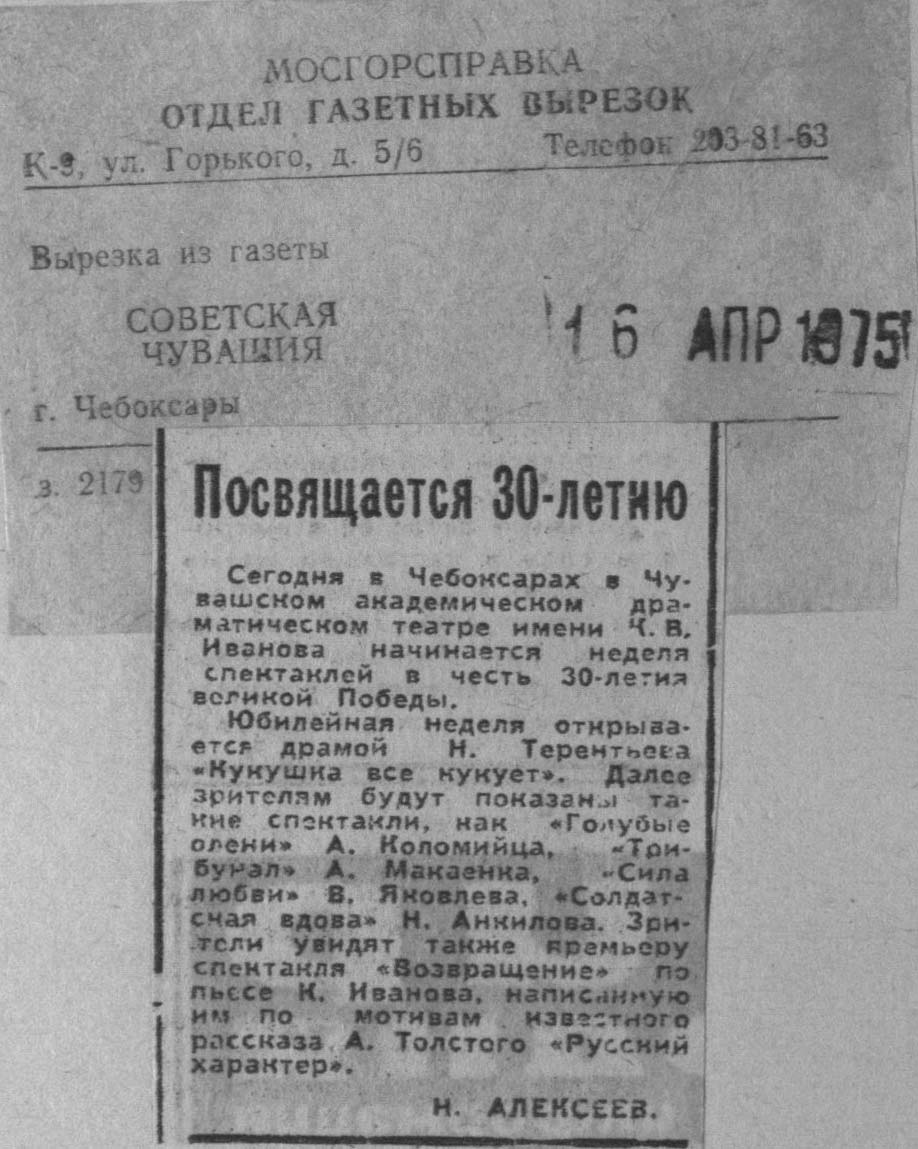 МОСГОРСПРАВКА
ОТДЕЛ ГАЗЕТНЫХ ВЫРЕЗОК
К-9, ул. Горького, д. 5/6 Телефон 203-81-63
Вырезка из газеты
СОВЕТСКАЯ
ЧУВАШИЯ
16 АПР 1975
г. Чебоксары
з. 2179
Посвящается 30-летию
Сегодня в Чебоксарах в Чу-
вашском академическом дра-
матическом театре имени К. В.
Иванова начинается неделя
спектаклей в честь 30-летия
великой Победы.
Юбилейная неделя открыва-
ется драмой Н. Терентьева
«Кукушка все кукует». Далее
зрителям будут показаны та-
кие спектакли, как «Голубые
олени» А. Коломийца, «Три-
бунал» А. Макаенка, «Сила
любви» В. Яковлева, «Солдат-
ская вдова» Н. Анкилова. Зри-
тели увидят также премьеру
спектакля «Возвращение» по
пьесе К. Иванова, написанную
им по мотивам известного
рассказа А. Толстого «Русский
характер».
Н. АЛЕКСЕЕВ.